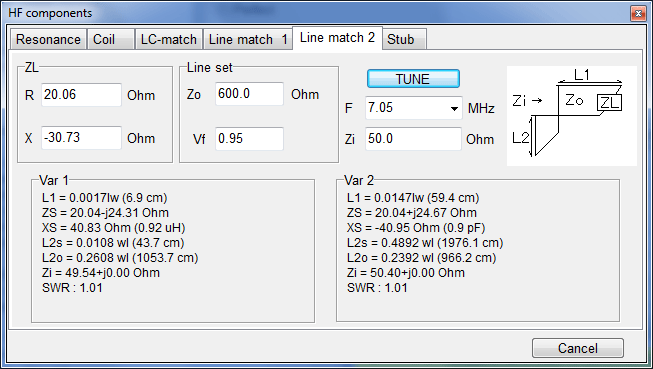 HF components
Resonance Coil LC-match Line match 1 Line match 2 Stub
ZL
R 20.06 Ohm
X -30.73 Ohm
Line set
Zo 600.0 Ohm
Vf 0.95
TUNE
F 7.05 MHz
Zi 50.0 Ohm
L1
Zi → Zo ZL
L2
Var 1
L1 = 0.0017lw (6.9 cm)
ZS = 20.04-j24.31 Ohm
XS = 40.83 Ohm (0.92 uH)
L2s = 0.0108 wl (43.7 cm)
L2o = 0.2608 wl (1053.7 cm)
Zi = 49.54+j0.00 Ohm
SWR : 1.01
Var 2
L1 = 0.0147lw (59.4 cm)
ZS = 20.04+j24.67 Ohm
XS = -40.95 Ohm (0.9 pF)
L2s = 0.4892 wl (1976.1 cm)
L2o = 0.2392 wl (966.2 cm)
Zi = 50.40+j0.00 Ohm
SWR : 1.01
Cancel